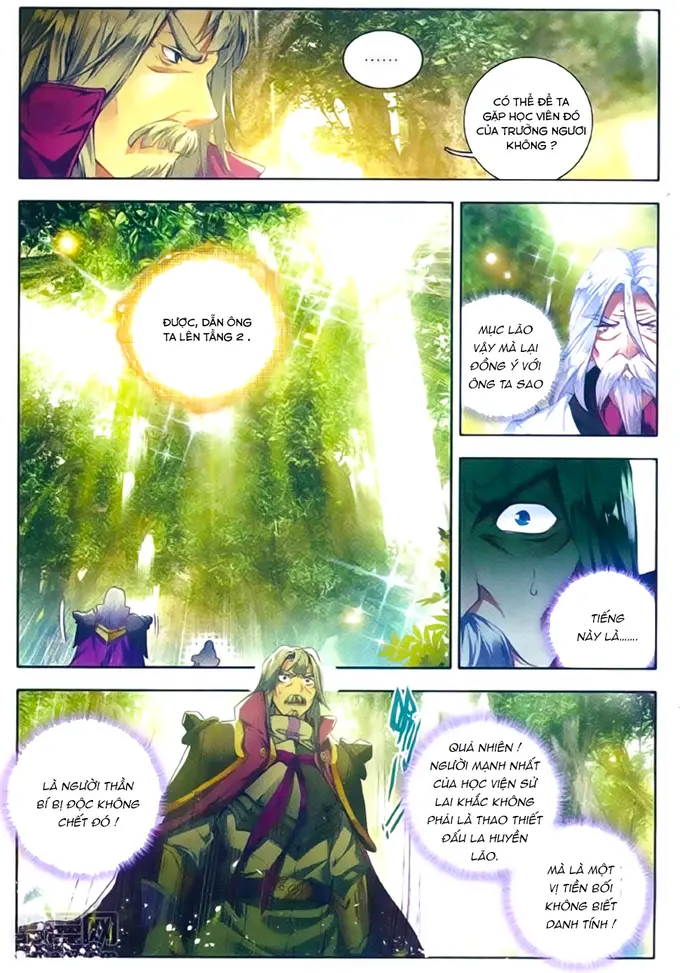 ......
CÓ THỂ ĐỂ TA
GẶP HỌC VIÊN ĐÓ
CỦA TRƯỜNG NGƯƠI
KHÔNG ?
ĐƯỢC, DẪN ÔNG
TA LÊN TẦNG 2 .
MỤC LÃO
VẬY MÀ LẠI
ĐỒNG Ý VỚI
ÔNG TA SAO
TIẾNG
NÀY LÀ.......
LÀ NGƯỜI THẦN
BÍ BỊ ĐỘC KHÔNG
CHẾT ĐÓ !
QUẢ NHIÊN !
NGƯỜI MẠNH NHẤT
CỦA HỌC VIỆN SỬ
LAI KHẮC KHÔNG
PHẢI LÀ THAO THIẾT
ĐẤU LA HUYỀN
LÃO.
MÀ LÀ MỘT
VỊ TIỀN BỐI
KHÔNG BIẾT
DANH TÍNH !